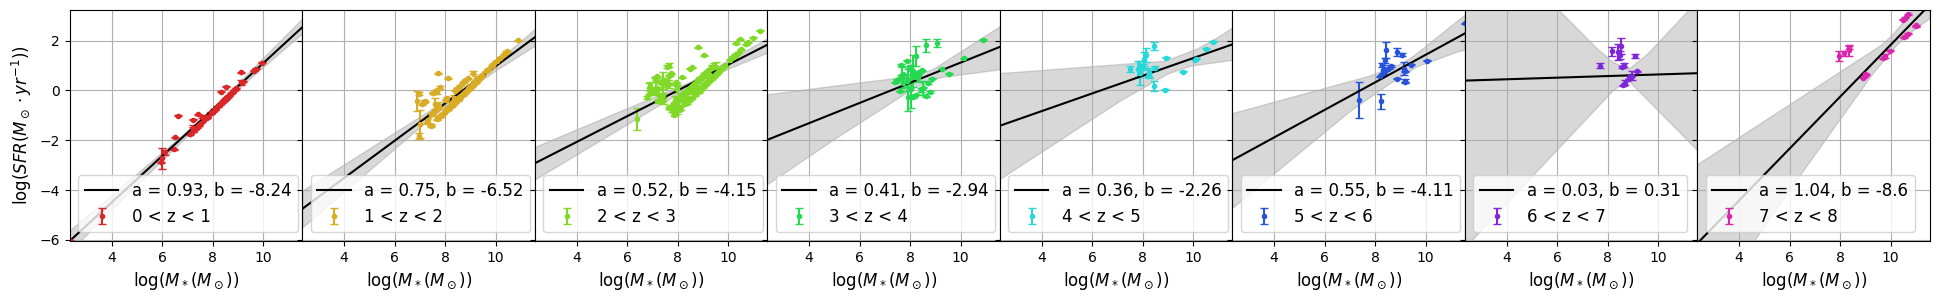 log(SFR(M⊙ · yr⁻¹))
2
0
−2
−4
−6
a = 0.93, b = -8.24
0 < z < 1
4 6 8 10
log(M*(M⊙))
a = 0.75, b = -6.52
1 < z < 2
4 6 8 10
log(M*(M⊙))
a = 0.52, b = -4.15
2 < z < 3
4 6 8 10
log(M*(M⊙))
a = 0.41, b = -2.94
3 < z < 4
4 6 8 10
log(M*(M⊙))
a = 0.36, b = -2.26
4 < z < 5
4 6 8 10
log(M*(M⊙))
a = 0.55, b = -4.11
5 < z < 6
4 6 8 10
log(M*(M⊙))
a = 0.03, b = 0.31
6 < z < 7
4 6 8 10
log(M*(M⊙))
a = 1.04, b = -8.6
7 < z < 8
4 6 8 10
log(M*(M⊙))